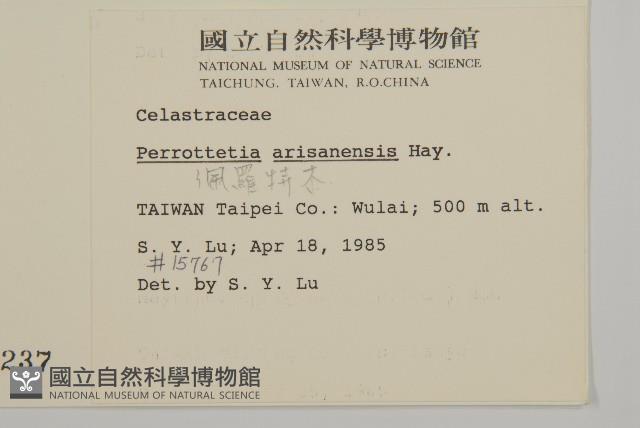 國立自然科學博物館
NATIONAL MUSEUM OF NATURAL SCIENCE
TAICHUNG, TAIWAN, R.O.CHINA
Celastraceae
Perrottetia arisanensis Hay.
佩羅特木
TAIWAN Taipei Co.: Wulai; 500 m alt.
S. Y. Lu; Apr 18, 1985
#15767
Det. by S. Y. Lu
237
國立自然科學博物館
NATIONAL MUSEUM OF NATURAL SCIENCE